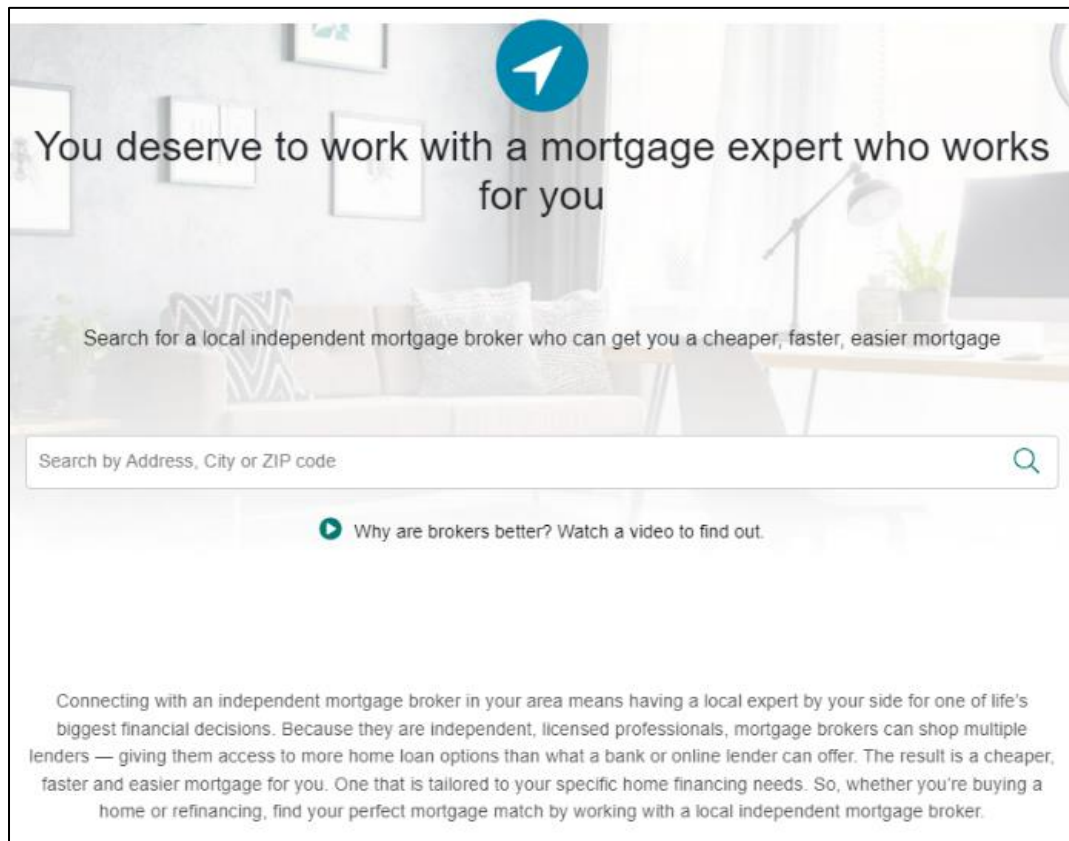 You deserve to work with a mortgage expert who works
for you
Search for a local independent mortgage broker who can get you a cheaper, faster, easier mortgage
Search by Address, City or ZIP code
Why are brokers better? Watch a video to find out.
Connecting with an independent mortgage broker in your area means having a local expert by your side for one of life's
biggest financial decisions. Because they are independent, licensed professionals, mortgage brokers can shop multiple
lenders — giving them access to more home loan options than what a bank or online lender can offer. The result is a cheaper,
faster and easier mortgage for you. One that is tailored to your specific home financing needs. So, whether you're buying a
home or refinancing, find your perfect mortgage match by working with a local independent mortgage broker.